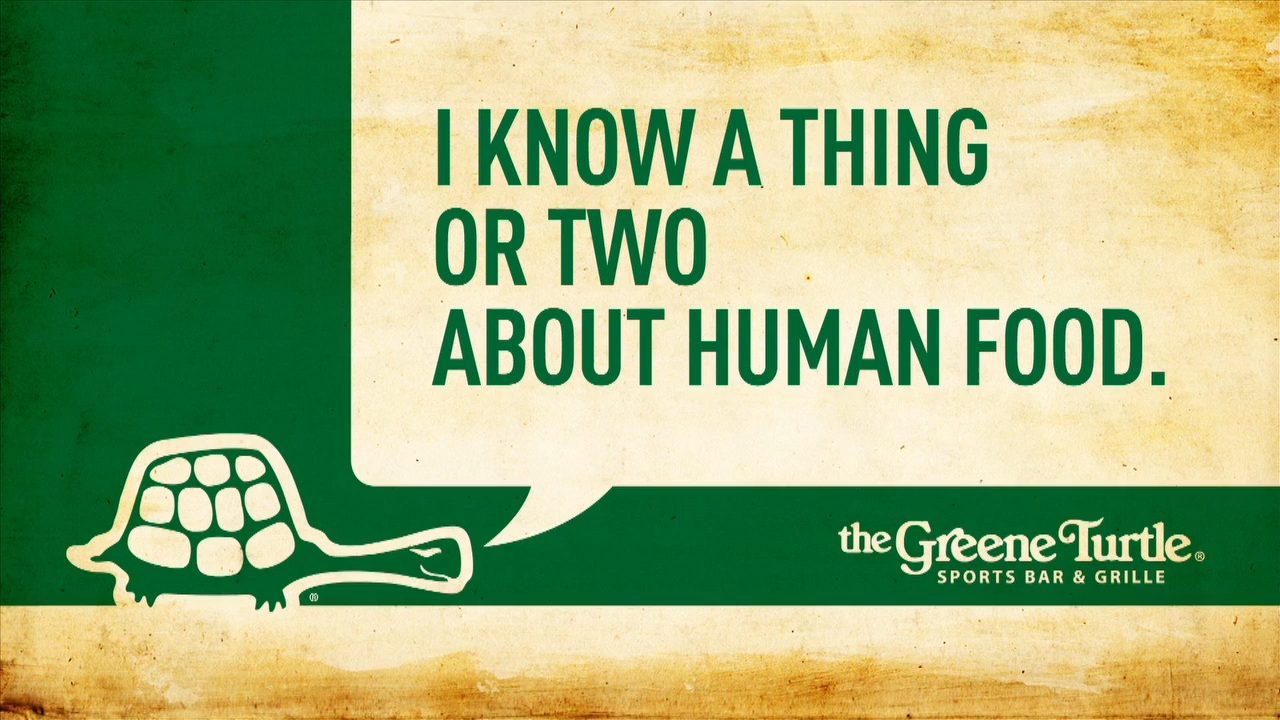 I KNOW A THING
OR TWO
ABOUT HUMAN FOOD.
the Greene Turtle®
SPORTS BAR & GRILLE
®